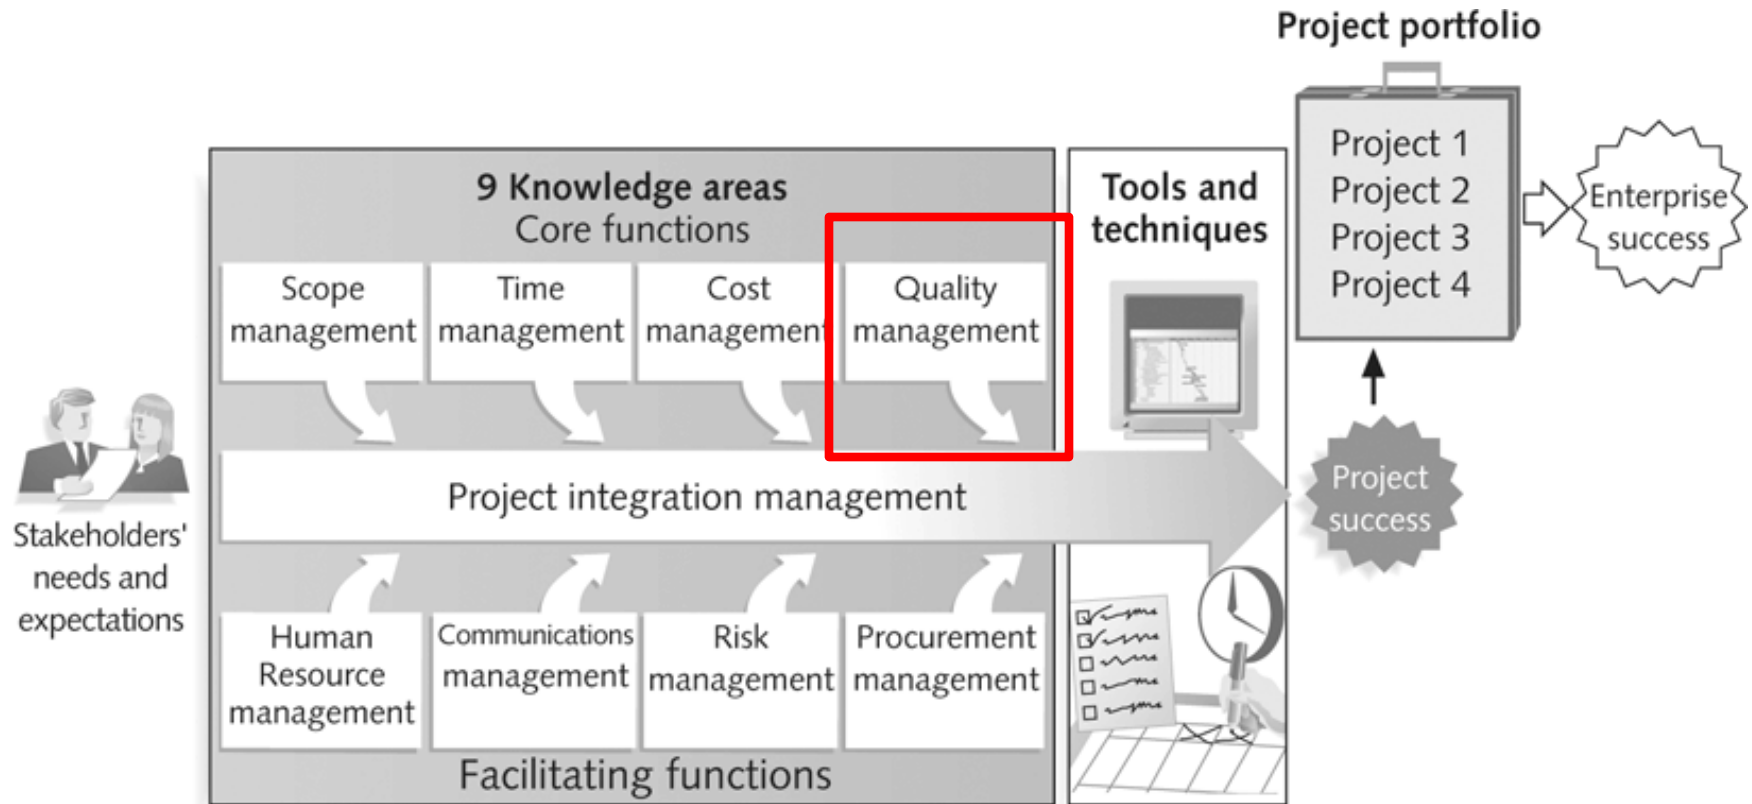 Project portfolio
Project 1
Project 2
Project 3
Project 4
Enterprise
success
9 Knowledge areas
Core functions
Tools and
techniques
Scope
management
Time
management
Cost
management
Quality
management
Project integration management
Project
success
Stakeholders'
needs and
expectations
Human
Resource
management
Communications
management
Risk
management
Procurement
management
Facilitating functions